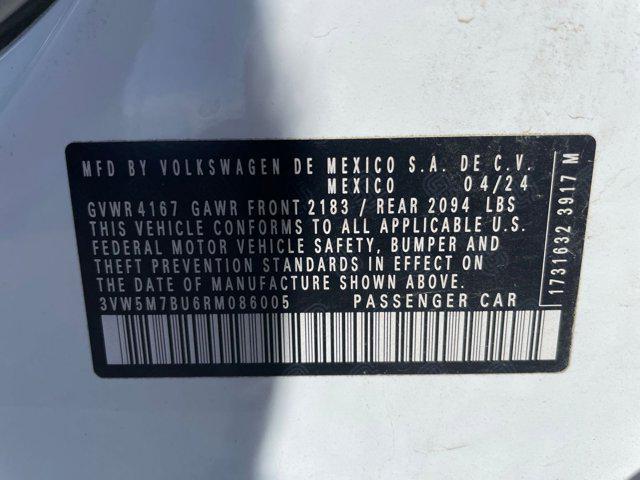 MFD BY VOLKSWAGEN DE MEXICO S.A. DE C.V.
MEXICO 04/24
GVWR 4167 GAWR FRONT 2183 / REAR 2094 LBS
THIS VEHICLE CONFORMS TO ALL APPLICABLE U.S.
FEDERAL MOTOR VEHICLE SAFETY, BUMPER AND
THEFT PREVENTION STANDARDS IN EFFECT ON
THE DATE OF MANUFACTURE SHOWN ABOVE.
3VW5M7BU6RM086005 PASSENGER CAR
1731632 3917 M